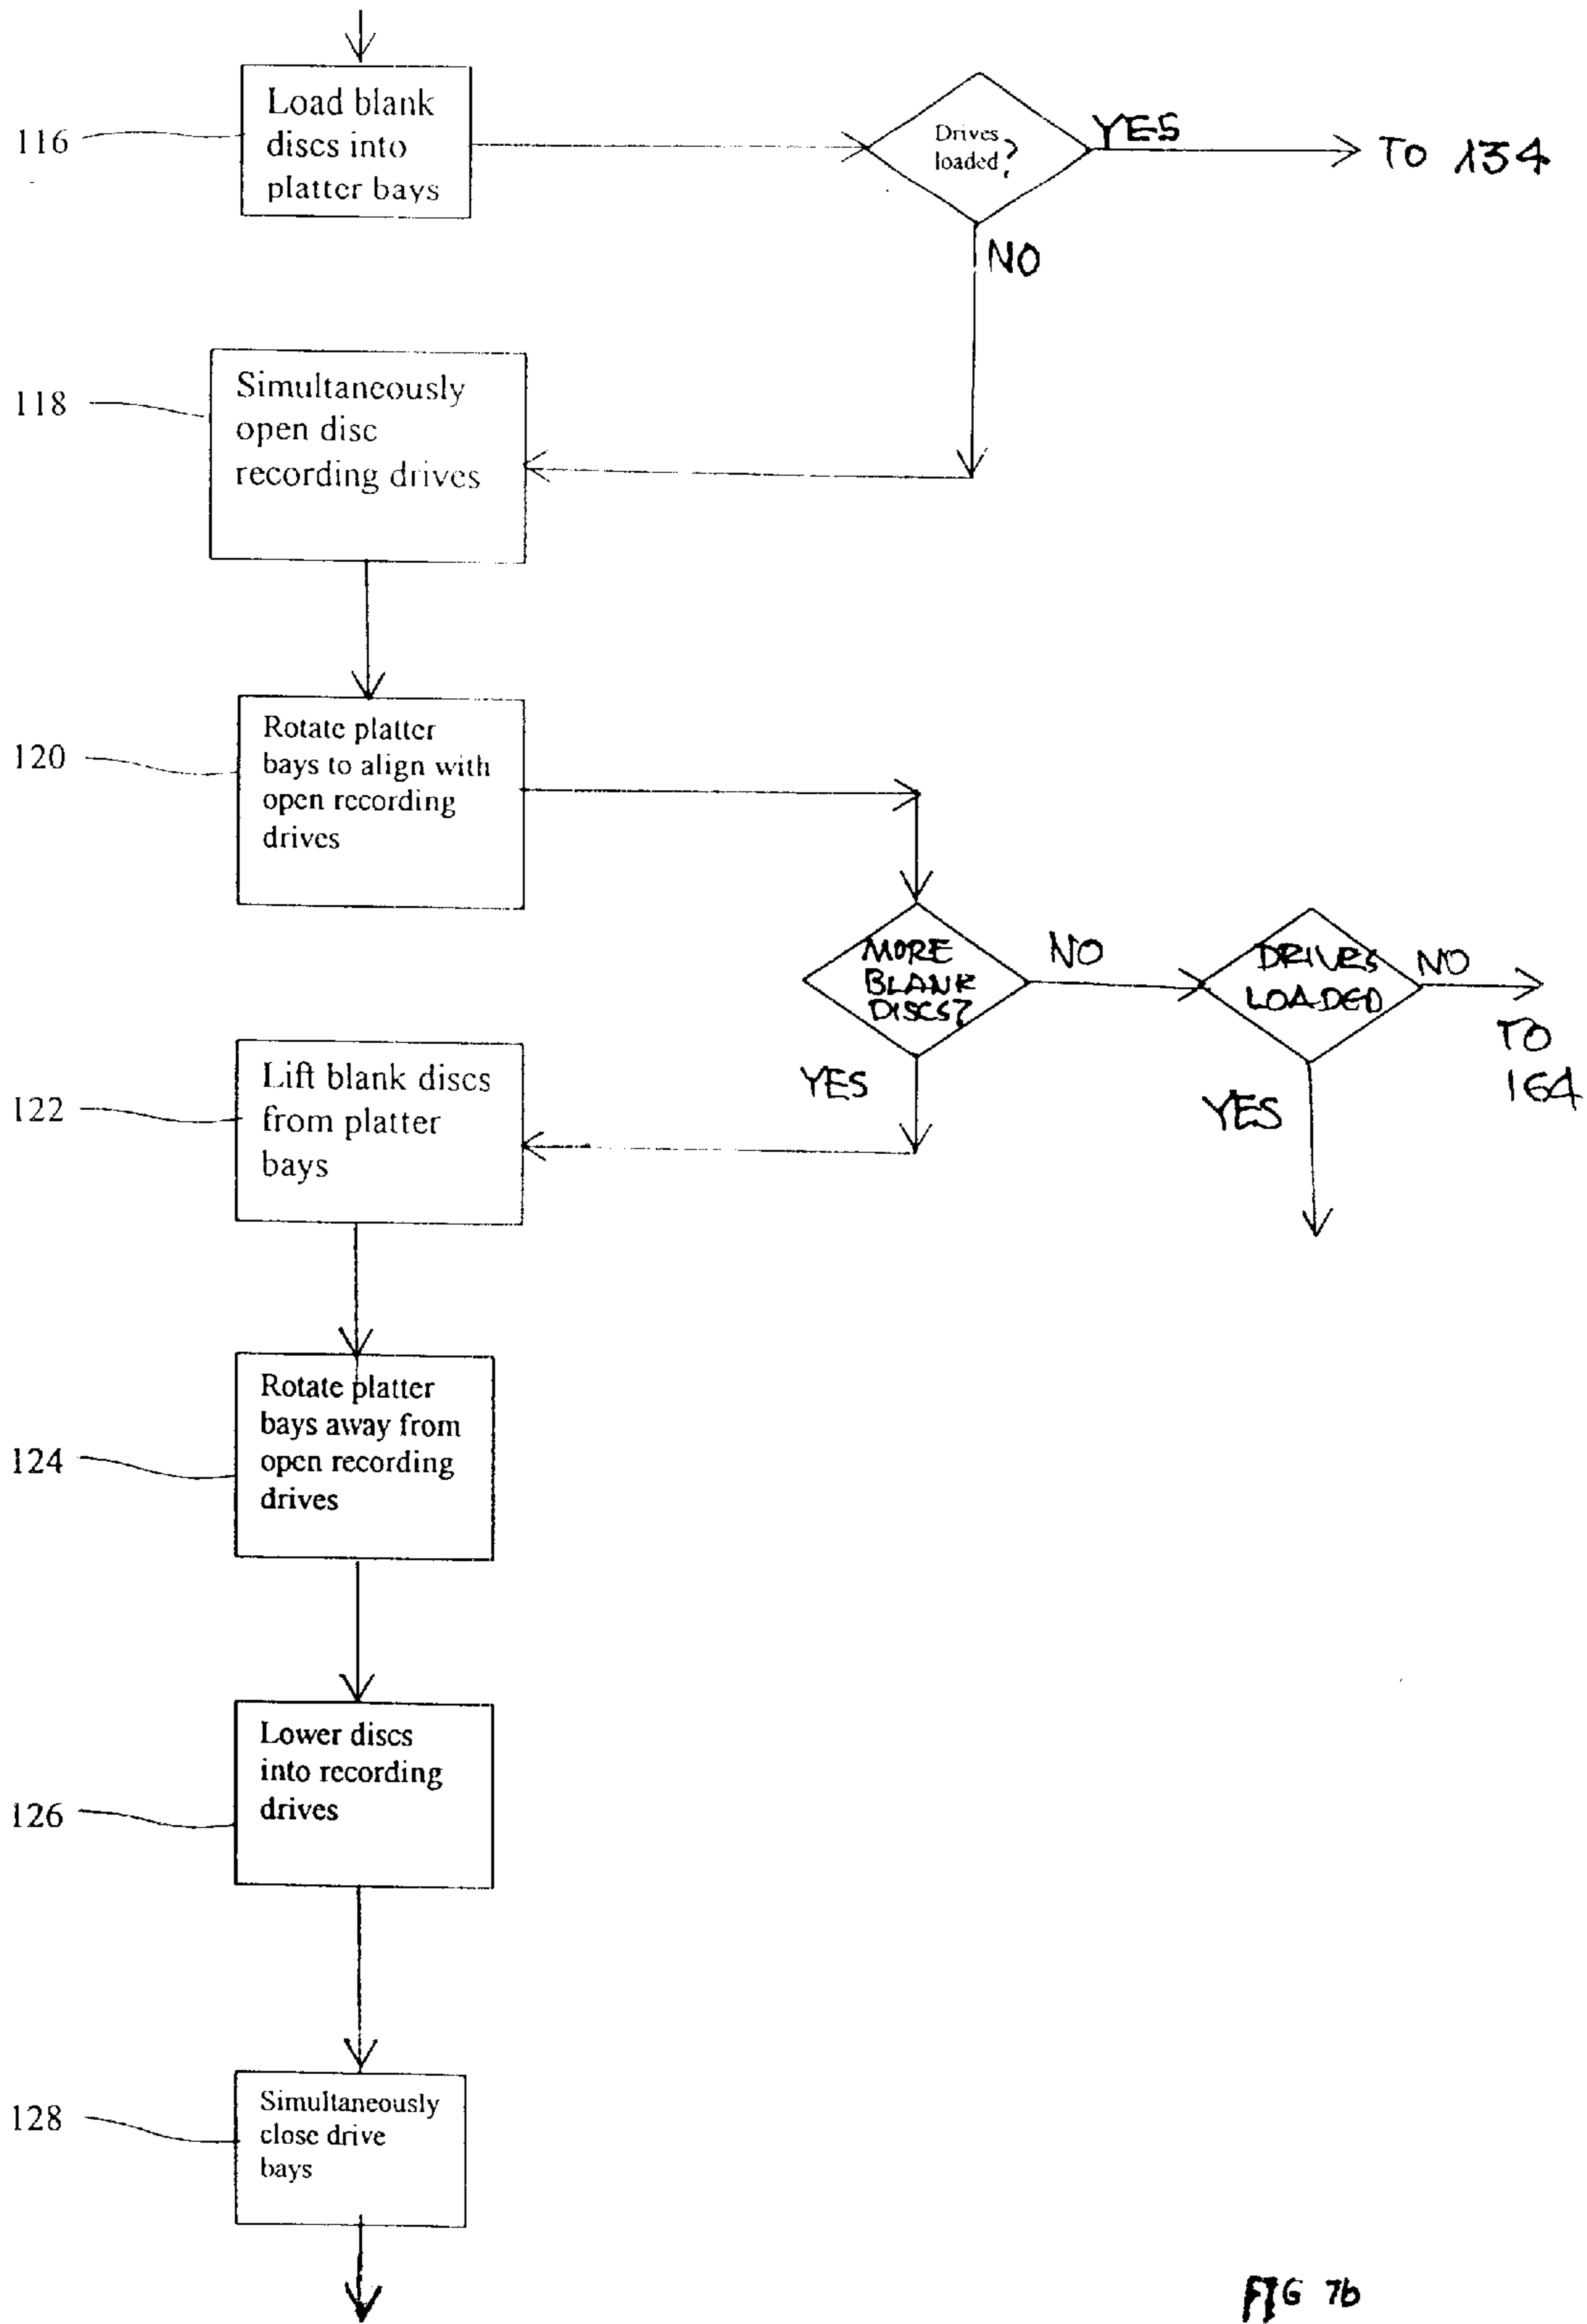 116
Load blank
discs into
platter bays
Drives
loaded?
YES
TO 134
NO
118
Simultaneously
open disc
recording drives
120
Rotate platter
bays to align with
open recording
drives
MORE
BLANK
DISCS?
NO
DRIVES
LOADED
NO
TO
164
YES
YES
122
Lift blank discs
from platter
bays
124
Rotate platter
bays away from
open recording
drives
126
Lower discs
into recording
drives
128
Simultaneously
close drive
bays
FIG 7b